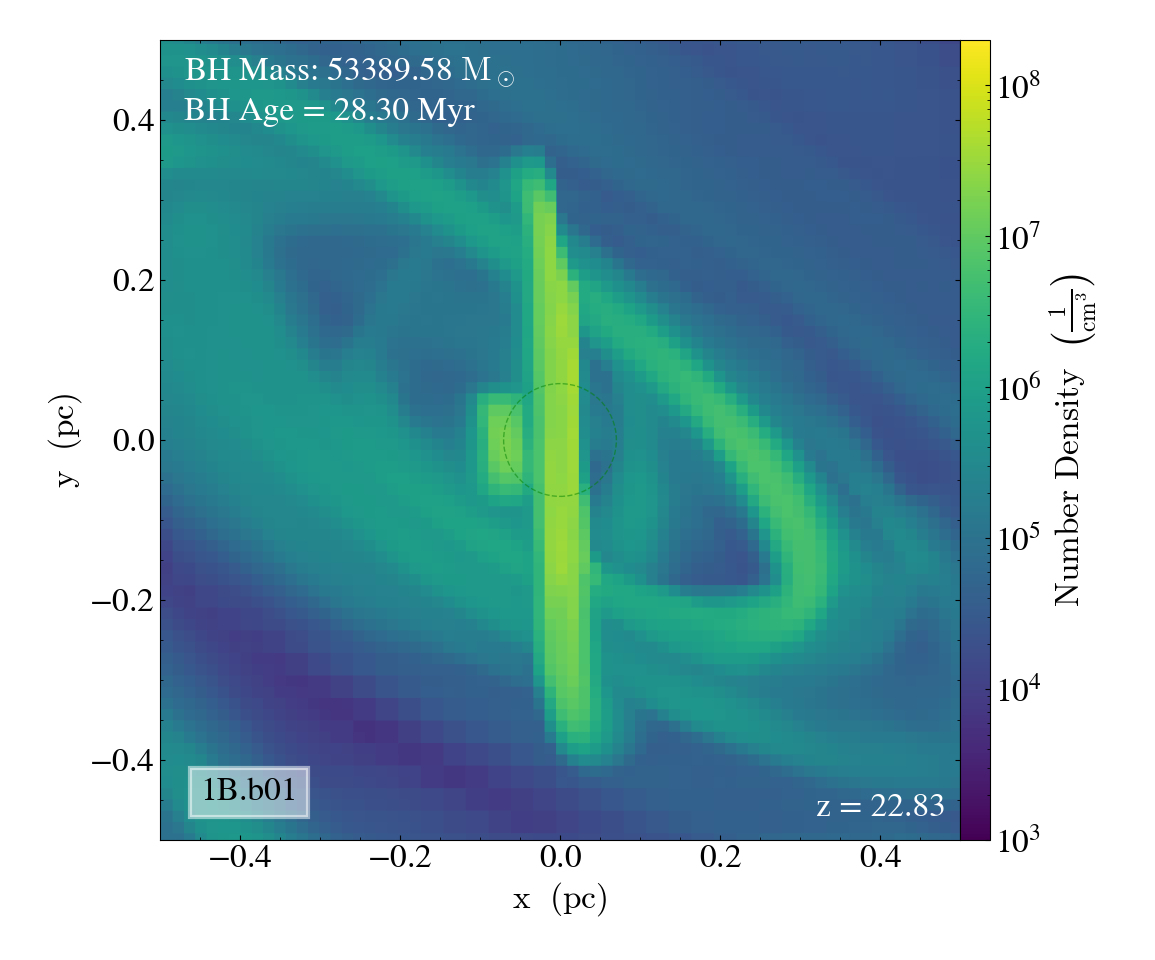 BH Mass: 53389.58 M☉
BH Age = 28.30 Myr
1B.b01
z = 22.83
0.4
0.2
0.0
−0.2
−0.4
y (pc)
−0.4 −0.2 0.0 0.2 0.4
x (pc)
10⁸
10⁷
10⁶
10⁵
10⁴
10³
Number Density (1/cm³)